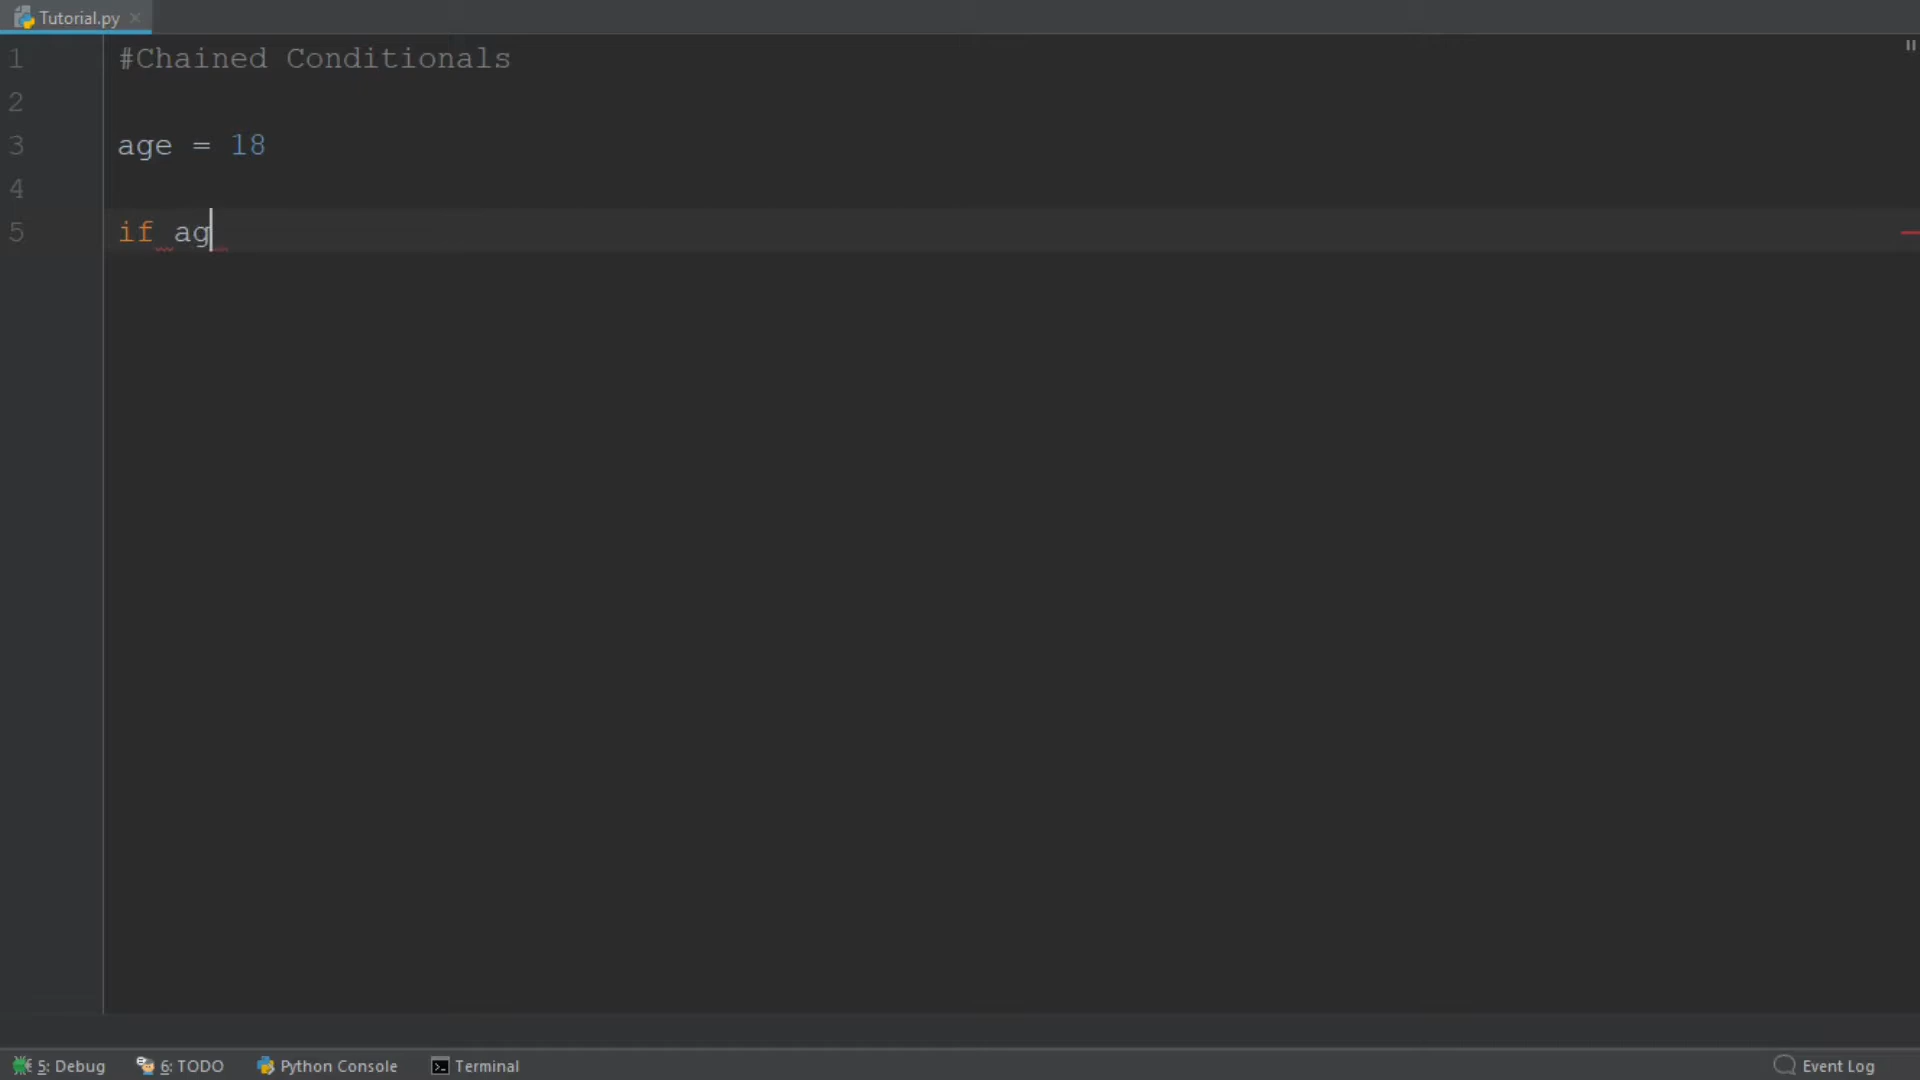 Tutorial.py
1 #Chained Conditionals
2
3 age = 18
4
5 if ag
5: Debug 6: TODO Python Console Terminal Event Log